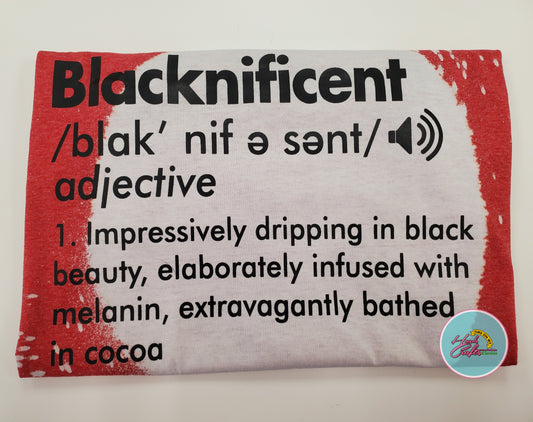 Blacknificent
/blak’ nif ə sənt/
adjective
1. Impressively dripping in black
beauty, elaborately infused with
melanin, extravagantly bathed
in cocoa